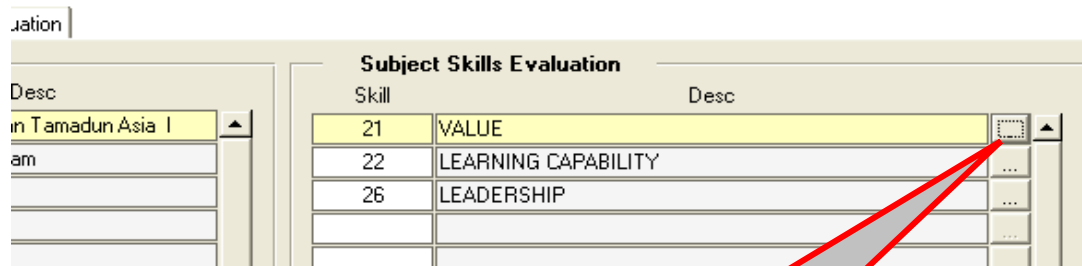 uation
Subject Skills Evaluation
Desc
Skill Desc
n Tamadun Asia I
21 VALUE ...
am
22 LEARNING CAPABILITY ...
26 LEADERSHIP ...
...